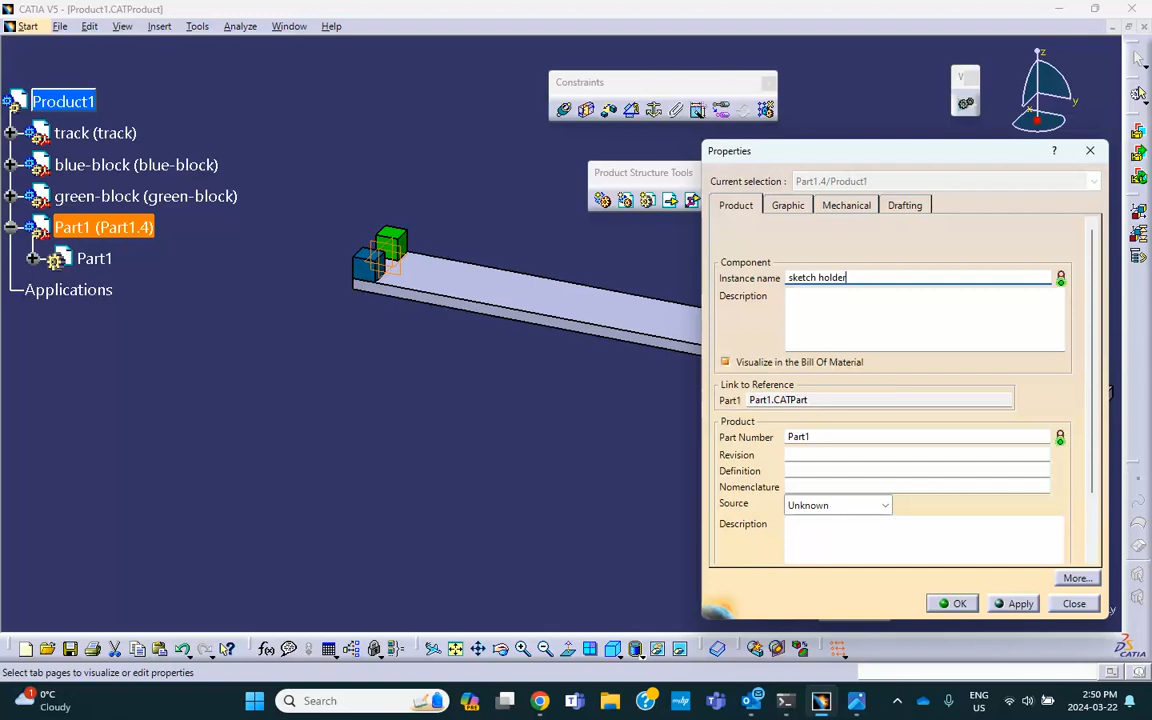 CATIA V5 - [Product1.CATProduct]
Start File Edit View Insert Tools Analyze Window Help
Product1
track (track)
blue-block (blue-block)
green-block (green-block)
Part1 (Part1.4)
Part1
Applications
Constraints
V
z
y
x
Product Structure Tools
Properties
?
Current selection : Part1.4/Product1
Product Graphic Mechanical Drafting
Component
Instance name sketch holder
Description
Visualize in the Bill Of Material
Link to Reference
Part1 Part1.CATPart
Product
Part Number Part1
Revision
Definition
Nomenclature
Source Unknown
Description
More...
OK Apply Close
y
f(x)
CATIA
Select tab pages to visualize or edit properties
1
0°C
Cloudy
Search
PRE
hp
ENG
US
2:50 PM
2024-03-22